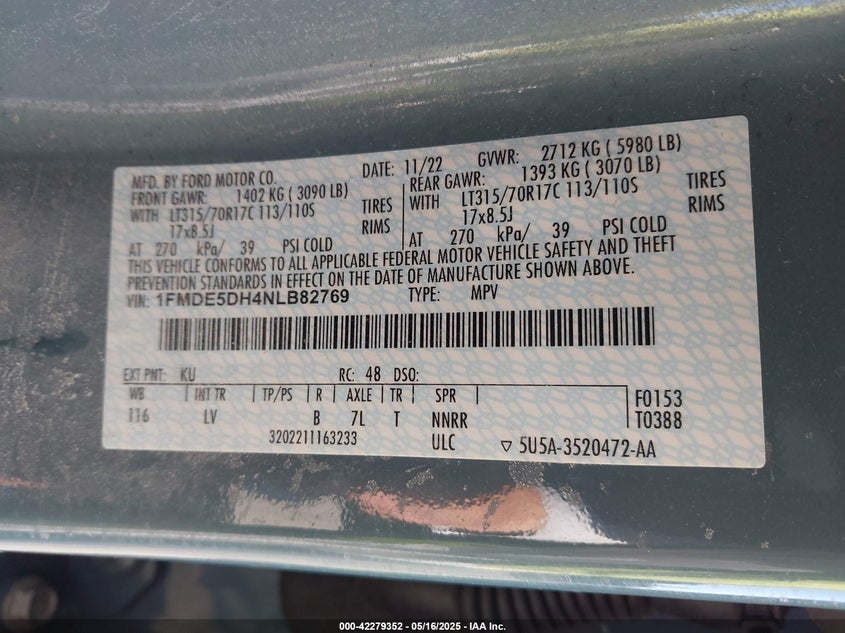 MFD. BY FORD MOTOR CO. DATE: 11/22 GVWR: 2712 KG ( 5980 LB)
FRONT GAWR: 1402 KG ( 3090 LB) REAR GAWR: 1393 KG ( 3070 LB)
WITH LT315/70R17C 113/110S TIRES WITH LT315/70R17C 113/110S TIRES
17x8.5J RIMS 17x8.5J RIMS
AT 270 kPa/ 39 PSI COLD AT 270 kPa/ 39 PSI COLD
THIS VEHICLE CONFORMS TO ALL APPLICABLE FEDERAL MOTOR VEHICLE SAFETY AND THEFT
PREVENTION STANDARDS IN EFFECT ON THE DATE OF MANUFACTURE SHOWN ABOVE.
VIN: 1FMDE5DH4NLB82769 TYPE: MPV
EXT PNT: KU RC: 48 DSO:
WB INT TR TP/PS R AXLE TR SPR F0153
116 LV B 7L T NNRR T0388
3202211163233 ULC ▽ 5U5A-3520472-AA
000-42279352 - 05/16/2025 - IAA Inc.